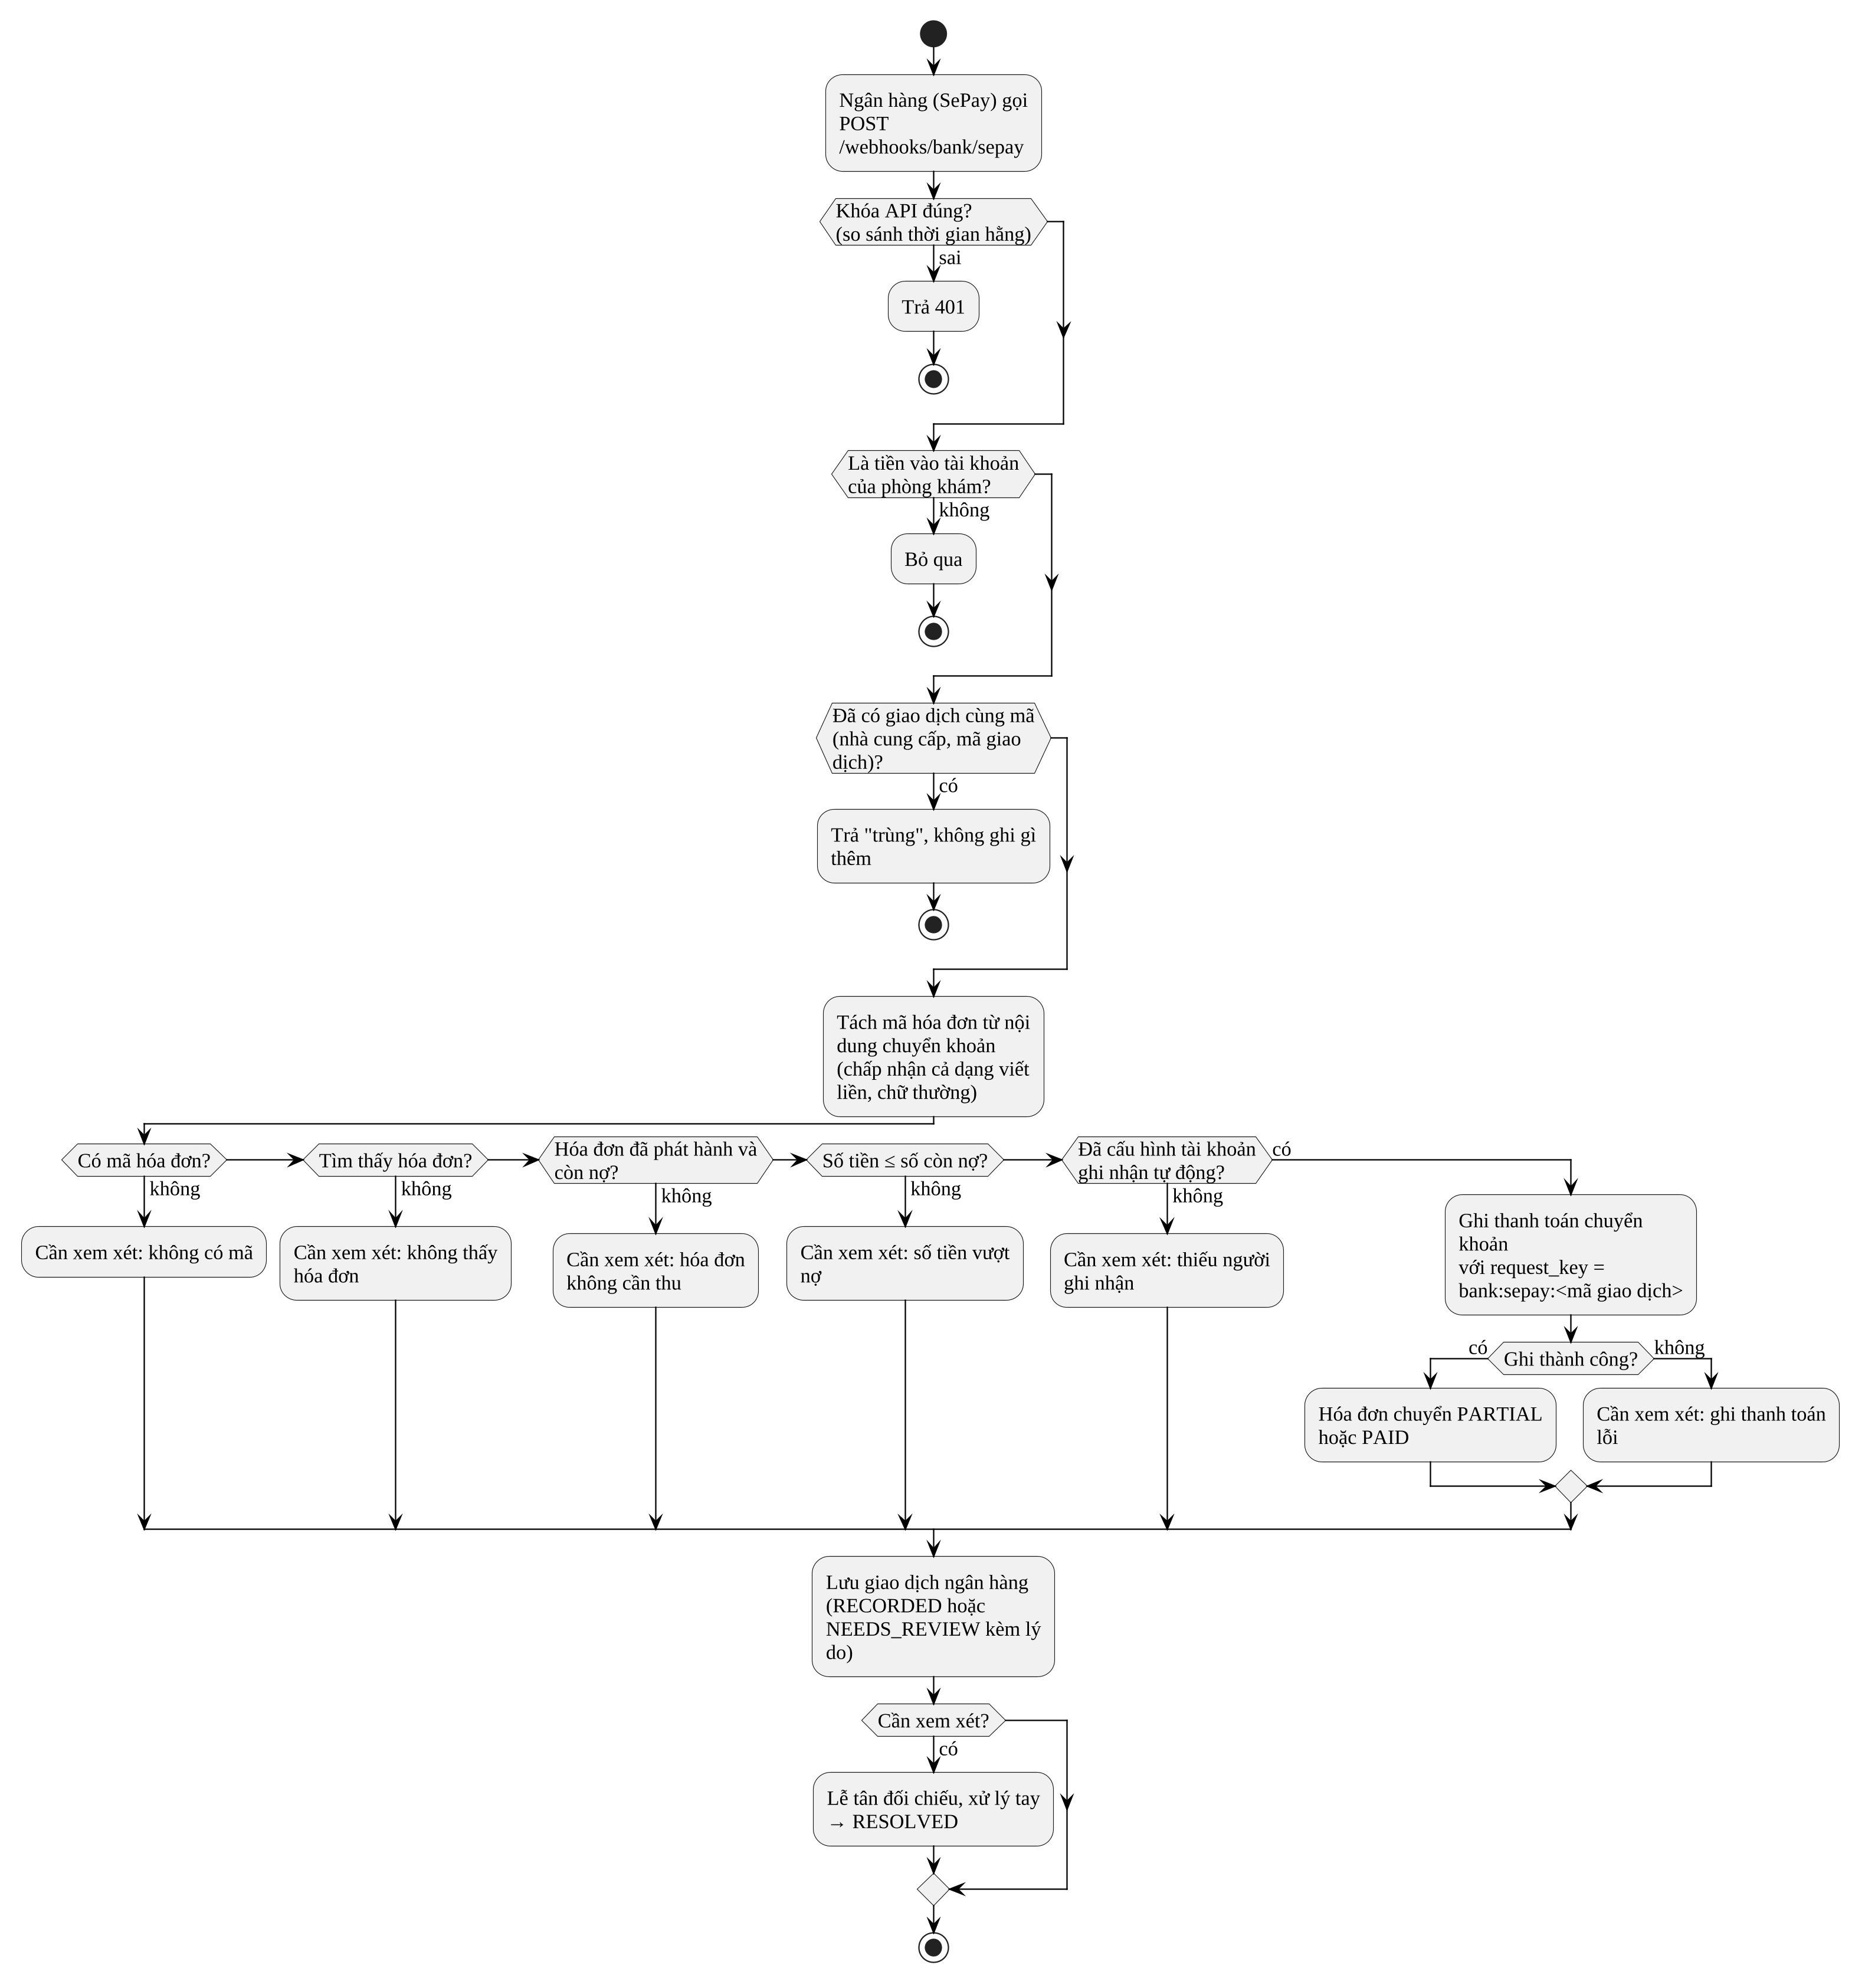 Ngân hàng (SePay) gọi
POST
/webhooks/bank/sepay
Khóa API đúng?
(so sánh thời gian hằng)
sai
Trả 401
Là tiền vào tài khoản
của phòng khám?
không
Bỏ qua
Đã có giao dịch cùng mã
(nhà cung cấp, mã giao
dịch)?
có
Trả "trùng", không ghi gì
thêm
Tách mã hóa đơn từ nội
dung chuyển khoản
(chấp nhận cả dạng viết
liền, chữ thường)
Có mã hóa đơn?
không
Cần xem xét: không có mã
Tìm thấy hóa đơn?
không
Cần xem xét: không thấy
hóa đơn
Hóa đơn đã phát hành và
còn nợ?
không
Cần xem xét: hóa đơn
không cần thu
Số tiền ≤ số còn nợ?
không
Cần xem xét: số tiền vượt
nợ
Đã cấu hình tài khoản
ghi nhận tự động?
có
không
Cần xem xét: thiếu người
ghi nhận
Ghi thanh toán chuyển
khoản
với request_key =
bank:sepay:<mã giao dịch>
có
Ghi thành công?
không
Hóa đơn chuyển PARTIAL
hoặc PAID
Cần xem xét: ghi thanh toán
lỗi
Lưu giao dịch ngân hàng
(RECORDED hoặc
NEEDS_REVIEW kèm lý
do)
Cần xem xét?
có
Lễ tân đối chiếu, xử lý tay
→ RESOLVED